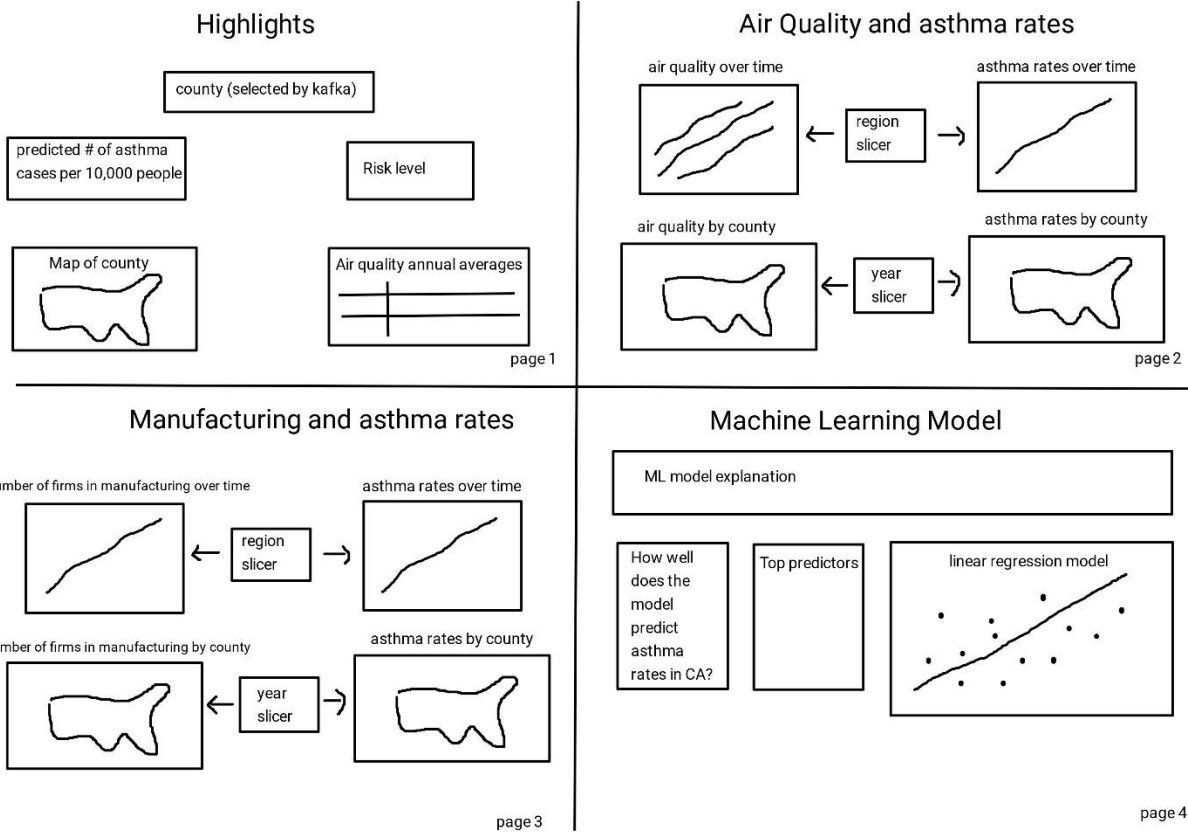 Highlights
county (selected by kafka)
predicted # of asthma
cases per 10,000 people
Risk level
Map of county
Air quality annual averages
page 1
Air Quality and asthma rates
air quality over time
asthma rates over time
region
slicer
air quality by county
asthma rates by county
year
slicer
page 2
Manufacturing and asthma rates
umber of firms in manufacturing over time
asthma rates over time
region
slicer
mber of firms in manufacturing by county
asthma rates by county
year
slicer
page 3
Machine Learning Model
ML model explanation
How well
does the
model
predict
asthma
rates in CA?
Top predictors
linear regression model
page 4